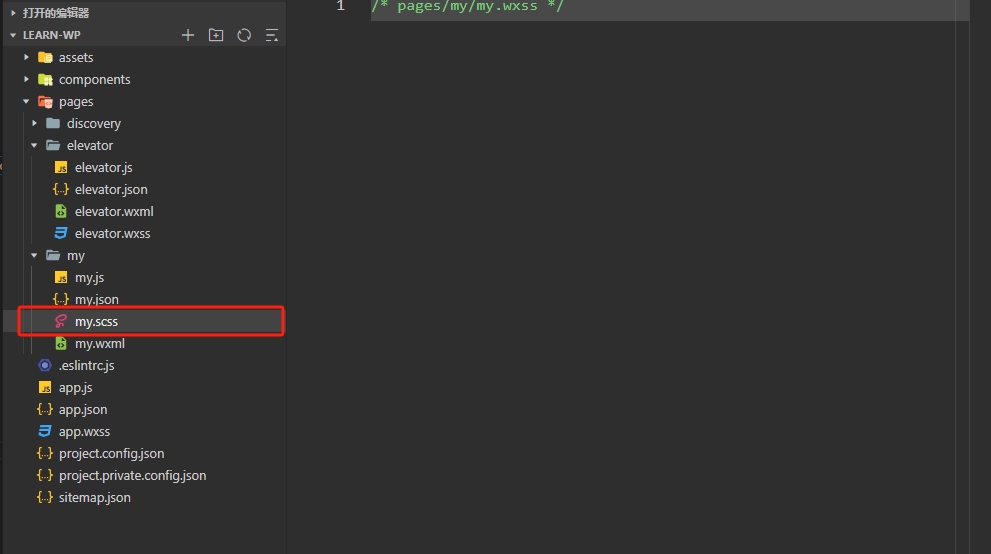 打开的编辑器
LEARN-WP
assets
components
pages
discovery
elevator
elevator.js
elevator.json
elevator.wxml
elevator.wxss
my
my.js
my.json
my.scss
my.wxml
.eslintrc.js
app.js
app.json
app.wxss
project.config.json
project.private.config.json
sitemap.json
1 /* pages/my/my.wxss */